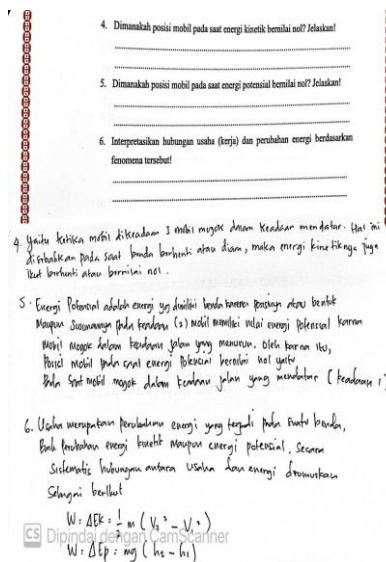 4. Dimanakah posisi mobil pada saat energi kinetik bernilai nol? Jelaskan!
5. Dimanakah posisi mobil pada saat energi potensial bernilai nol? Jelaskan!
6. Interpretasikan hubungan usaha (kerja) dan perubahan energi berdasarkan
fenomena tersebut!
4. yaitu ketika mobil dikeadaan 1 mobil mogok dalam keadaan mendatar. Hal ini
disebabkan pada saat benda berhenti atau diam, maka energi kinetiknya juga
ikut berhenti atau bernilai nol.
5. Energi Potensial adalah energi yg dimiliki benda karena posisinya atau bentuk
Maupun Susunannya pada keadaan (2) mobil memiliki nilai energi potensial karna
mobil mogok dalam keadaan jalan yang menurun. Oleh karna itu,
Posisi mobil pada saat energi potensial bernilai nol yaitu
Pada Saat mobil mogok dalam keadaan jalan yang mendatar (keadaan 1)
6. Usaha merupakan perubahan energi yang terjadi pada suatu benda,
Baik perubahan energi kinetik maupun energi potensial. Secara
Sistematis hubungan antara usaha dan energi dirumuskan
Sebagai berikut
W = ΔEk = 1/2 m (V₂² - V₁²)
W = ΔEp = mg (h₂ - h₁)
CS Dipindai dengan CamScanner